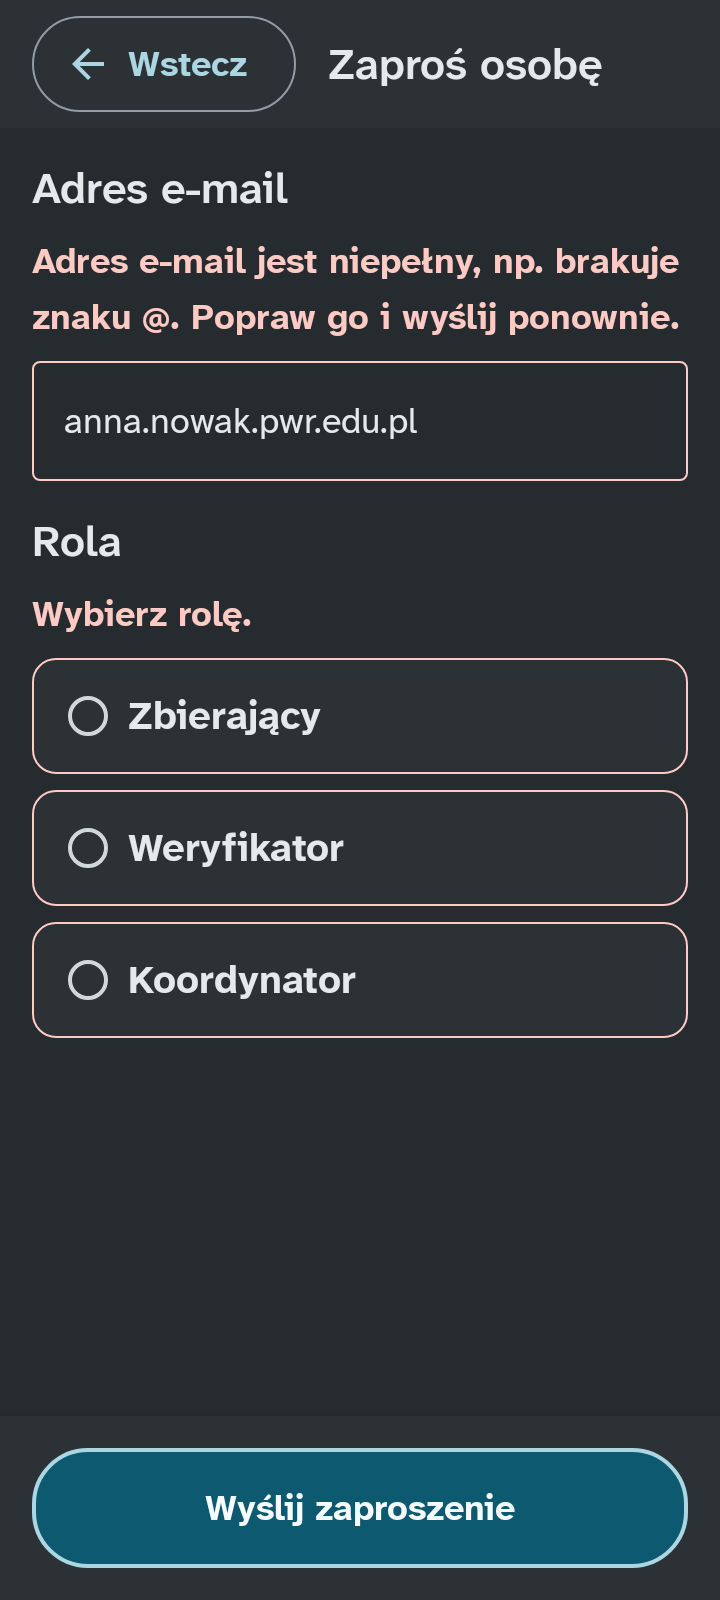 Wstecz
Zaproś osobę
Adres e-mail
Adres e-mail jest niepełny, np. brakuje
znaku @. Popraw go i wyślij ponownie.
anna.nowak.pwr.edu.pl
Rola
Wybierz rolę.
Zbierający
Weryfikator
Koordynator
Wyślij zaproszenie